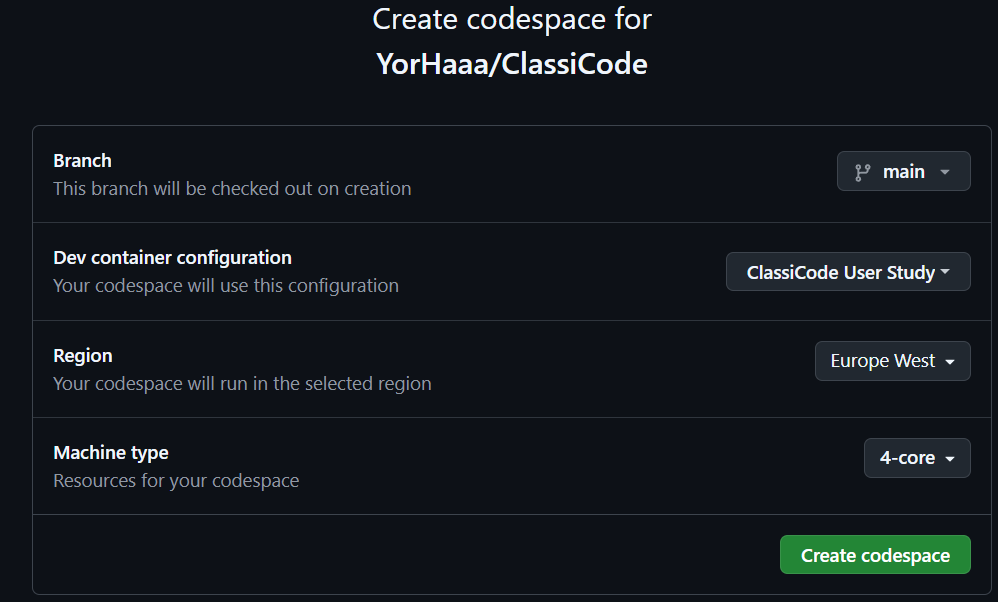 Create codespace for
YorHaaa/ClassiCode
Branch
This branch will be checked out on creation
main
Dev container configuration
Your codespace will use this configuration
ClassiCode User Study
Region
Your codespace will run in the selected region
Europe West
Machine type
Resources for your codespace
4-core
Create codespace